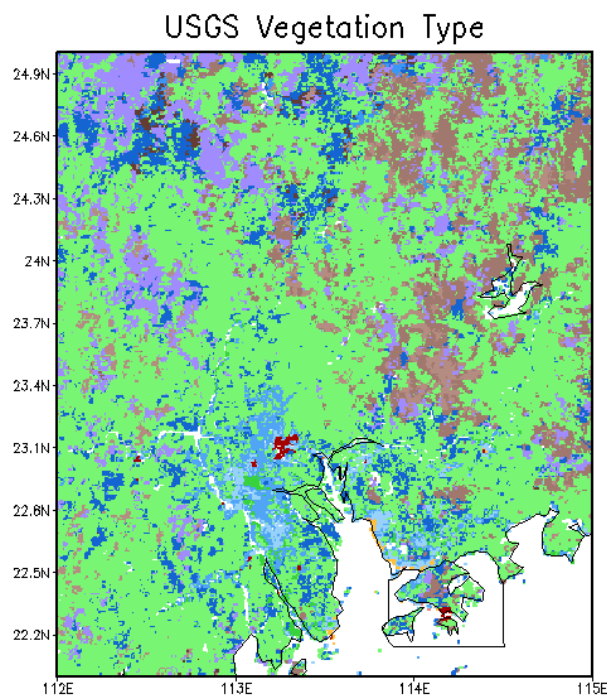 USGS Vegetation Type
24.9N
24.6N
24.3N
24N
23.7N
23.4N
23.1N
22.8N
22.5N
22.2N
112E
113E
114E
115E